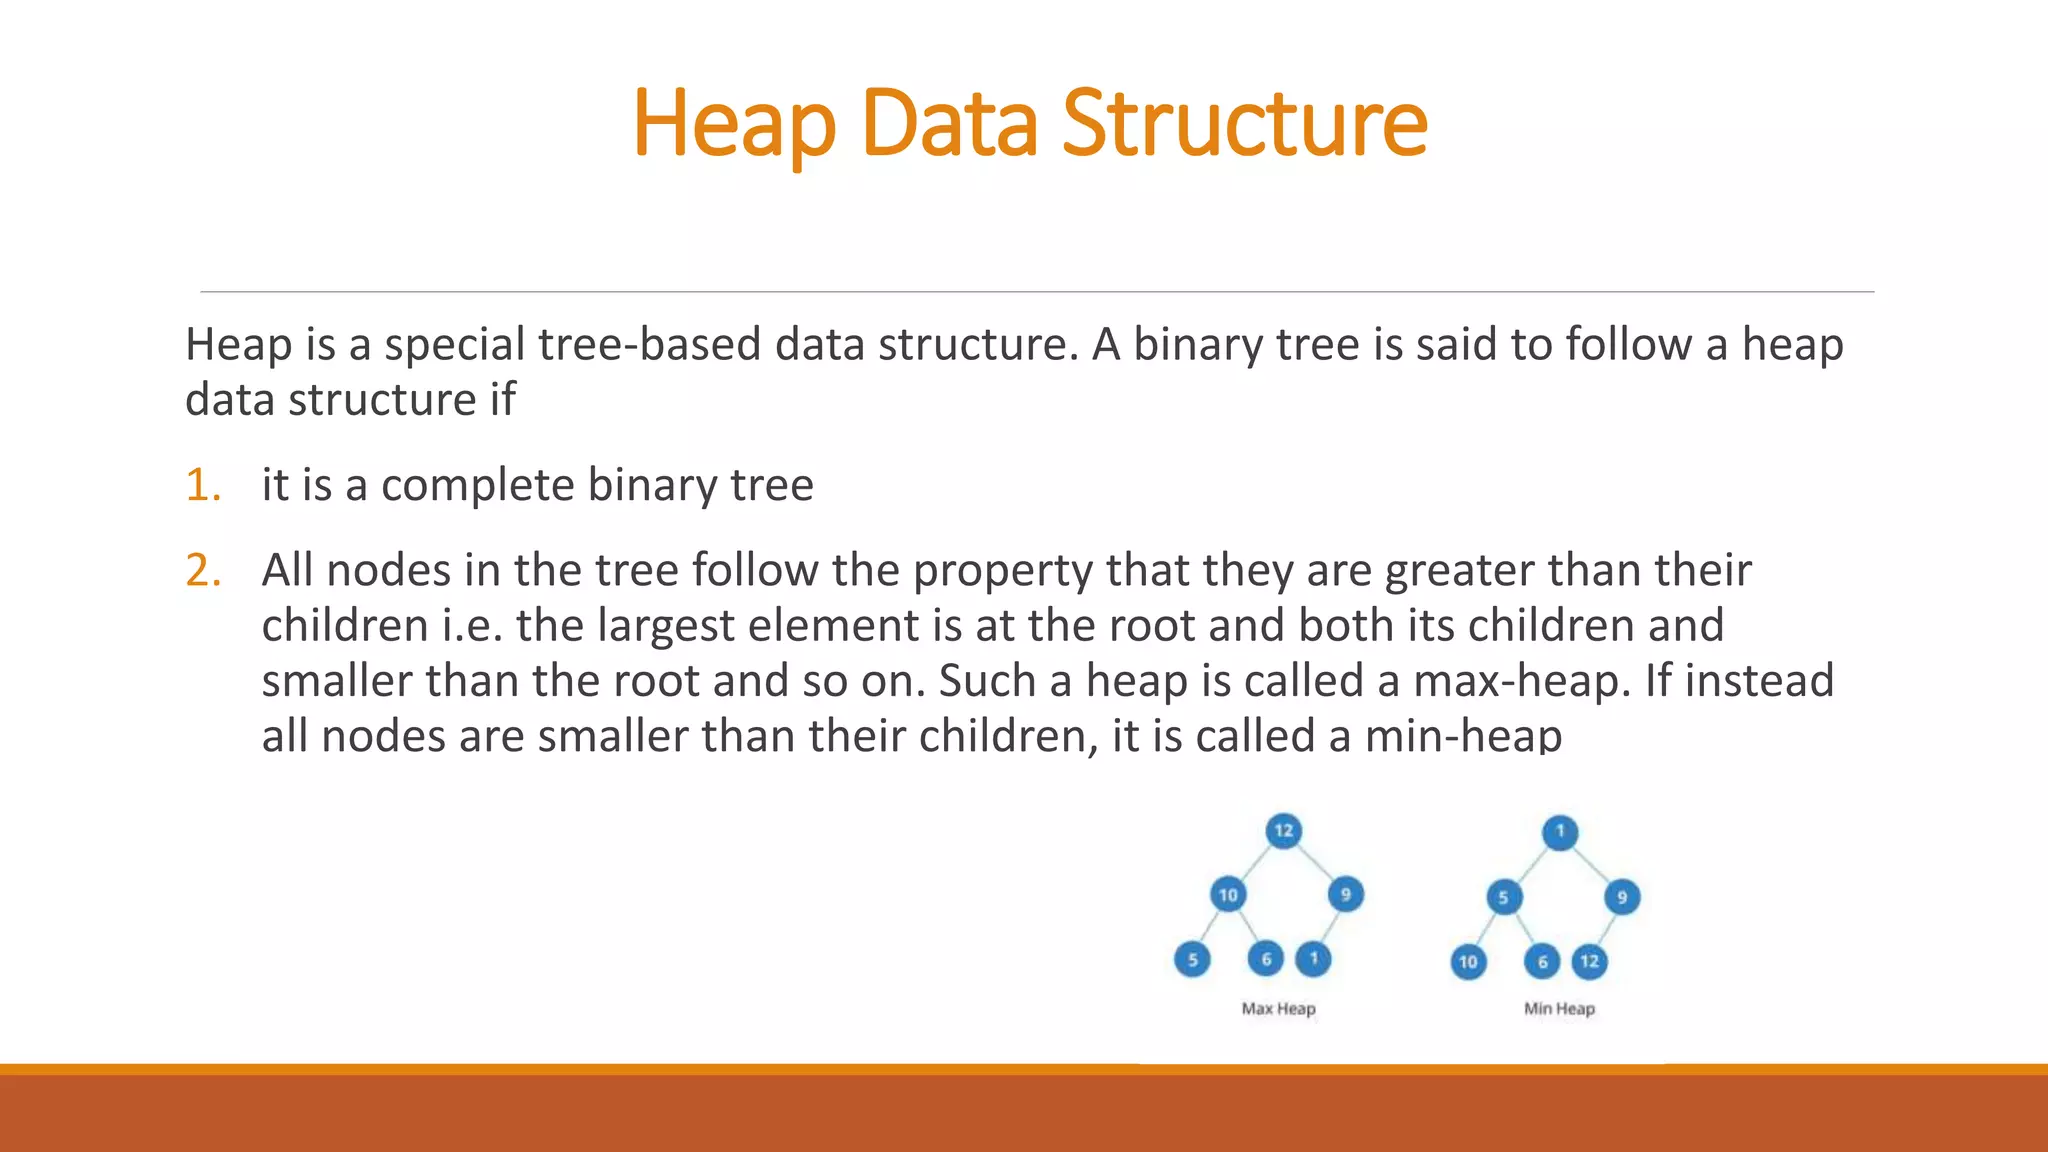 Heap Data Structure
Heap is a special tree-based data structure. A binary tree is said to follow a heap
data structure if
1. it is a complete binary tree
2. All nodes in the tree follow the property that they are greater than their
children i.e. the largest element is at the root and both its children and
smaller than the root and so on. Such a heap is called a max-heap. If instead
all nodes are smaller than their children, it is called a min-heap
12
10 9
5 6 1
Max Heap
1
5 9
10 6 12
Min Heap